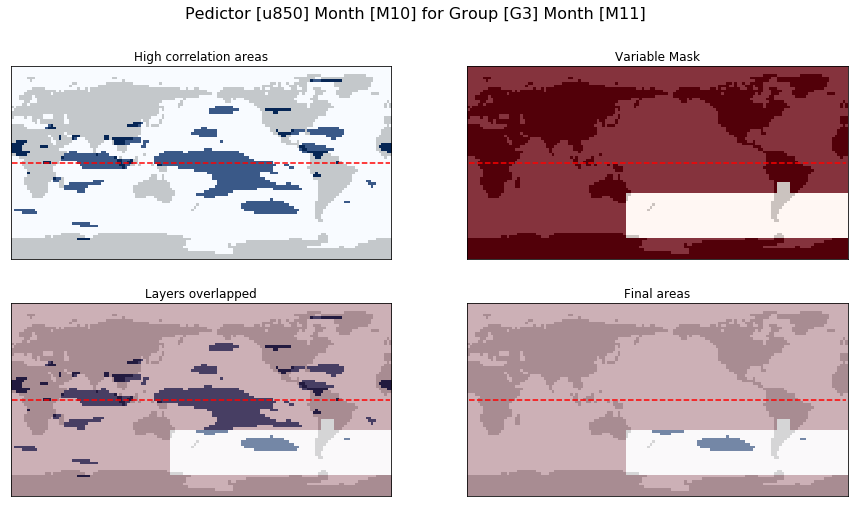 Pedictor [u850] Month [M10] for Group [G3] Month [M11]
High correlation areas
Variable Mask
Layers overlapped
Final areas